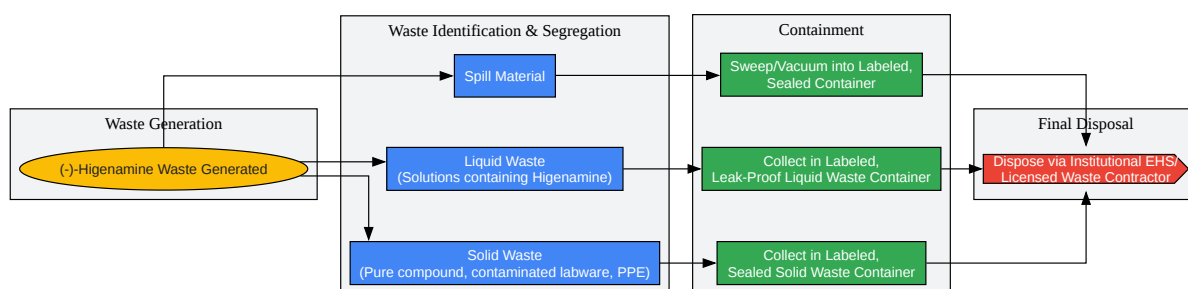 Waste Generation
(-)-Higenamine Waste Generated
Waste Identification & Segregation
Spill Material
Liquid Waste
(Solutions containing Higenamine)
Solid Waste
(Pure compound, contaminated labware, PPE)
Containment
Sweep/Vacuum into Labeled,
Sealed Container
Collect in Labeled,
Leak-Proof Liquid Waste Container
Collect in Labeled,
Sealed Solid Waste Container
Final Disposal
Dispose via Institutional EHS/
Licensed Waste Contractor